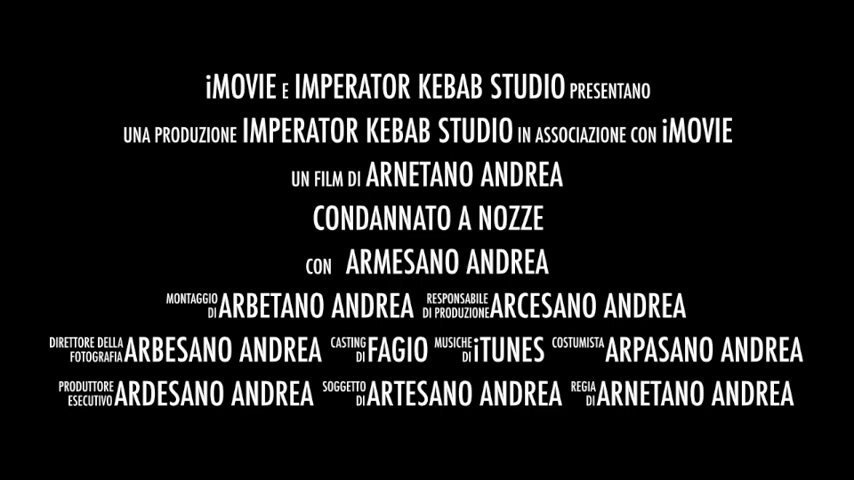 iMOVIE E IMPERATOR KEBAB STUDIO PRESENTANO
UNA PRODUZIONE IMPERATOR KEBAB STUDIO IN ASSOCIAZIONE CON iMOVIE
UN FILM DI ARNETANO ANDREA
CONDANNATO A NOZZE
CON ARMESANO ANDREA
MONTAGGIO DI ARBETANO ANDREA RESPONSABILE DI PRODUZIONE ARCESANO ANDREA
DIRETTORE DELLA FOTOGRAFIA ARBESANO ANDREA CASTING DI FAGIO MUSICHE DI iTUNES COSTUMISTA ARPASANO ANDREA
PRODUTTORE ESECUTIVO ARDESANO ANDREA SOGGETTO DI ARTESANO ANDREA REGIA DI ARNETANO ANDREA